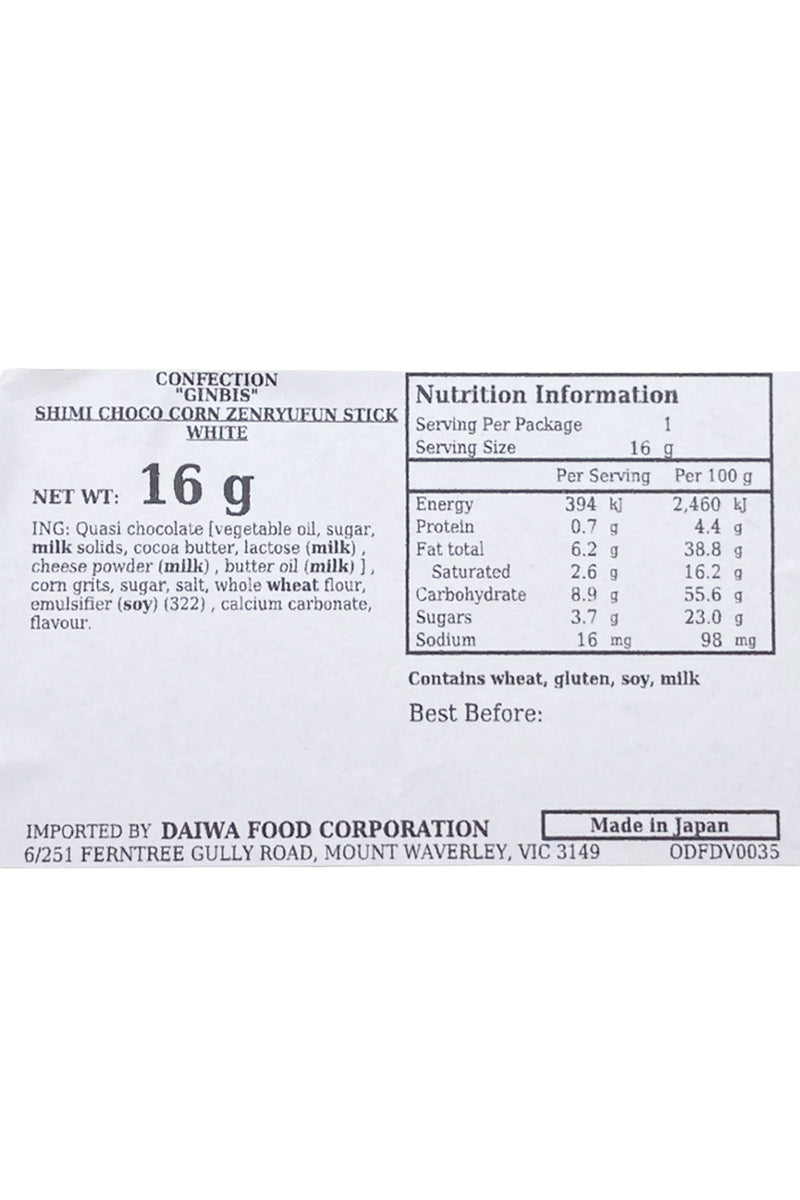 CONFECTION
"GINBIS"
SHIMI CHOCO CORN ZENRYUFUN STICK
WHITE
NET WT: 16 g
ING: Quasi chocolate [vegetable oil, sugar,
milk solids, cocoa butter, lactose (milk) ,
cheese powder (milk) , butter oil (milk) ] ,
corn grits, sugar, salt, whole wheat flour,
emulsifier (soy) (322) , calcium carbonate,
flavour.
Nutrition Information
Serving Per Package 1
Serving Size 16 g
Per Serving Per 100 g
Energy 394 kJ 2,460 kJ
Protein 0.7 g 4.4 g
Fat total 6.2 g 38.8 g
Saturated 2.6 g 16.2 g
Carbohydrate 8.9 g 55.6 g
Sugars 3.7 g 23.0 g
Sodium 16 mg 98 mg
Contains wheat, gluten, soy, milk
Best Before:
IMPORTED BY DAIWA FOOD CORPORATION
Made in Japan
6/251 FERNTREE GULLY ROAD, MOUNT WAVERLEY, VIC 3149
ODFDV0035